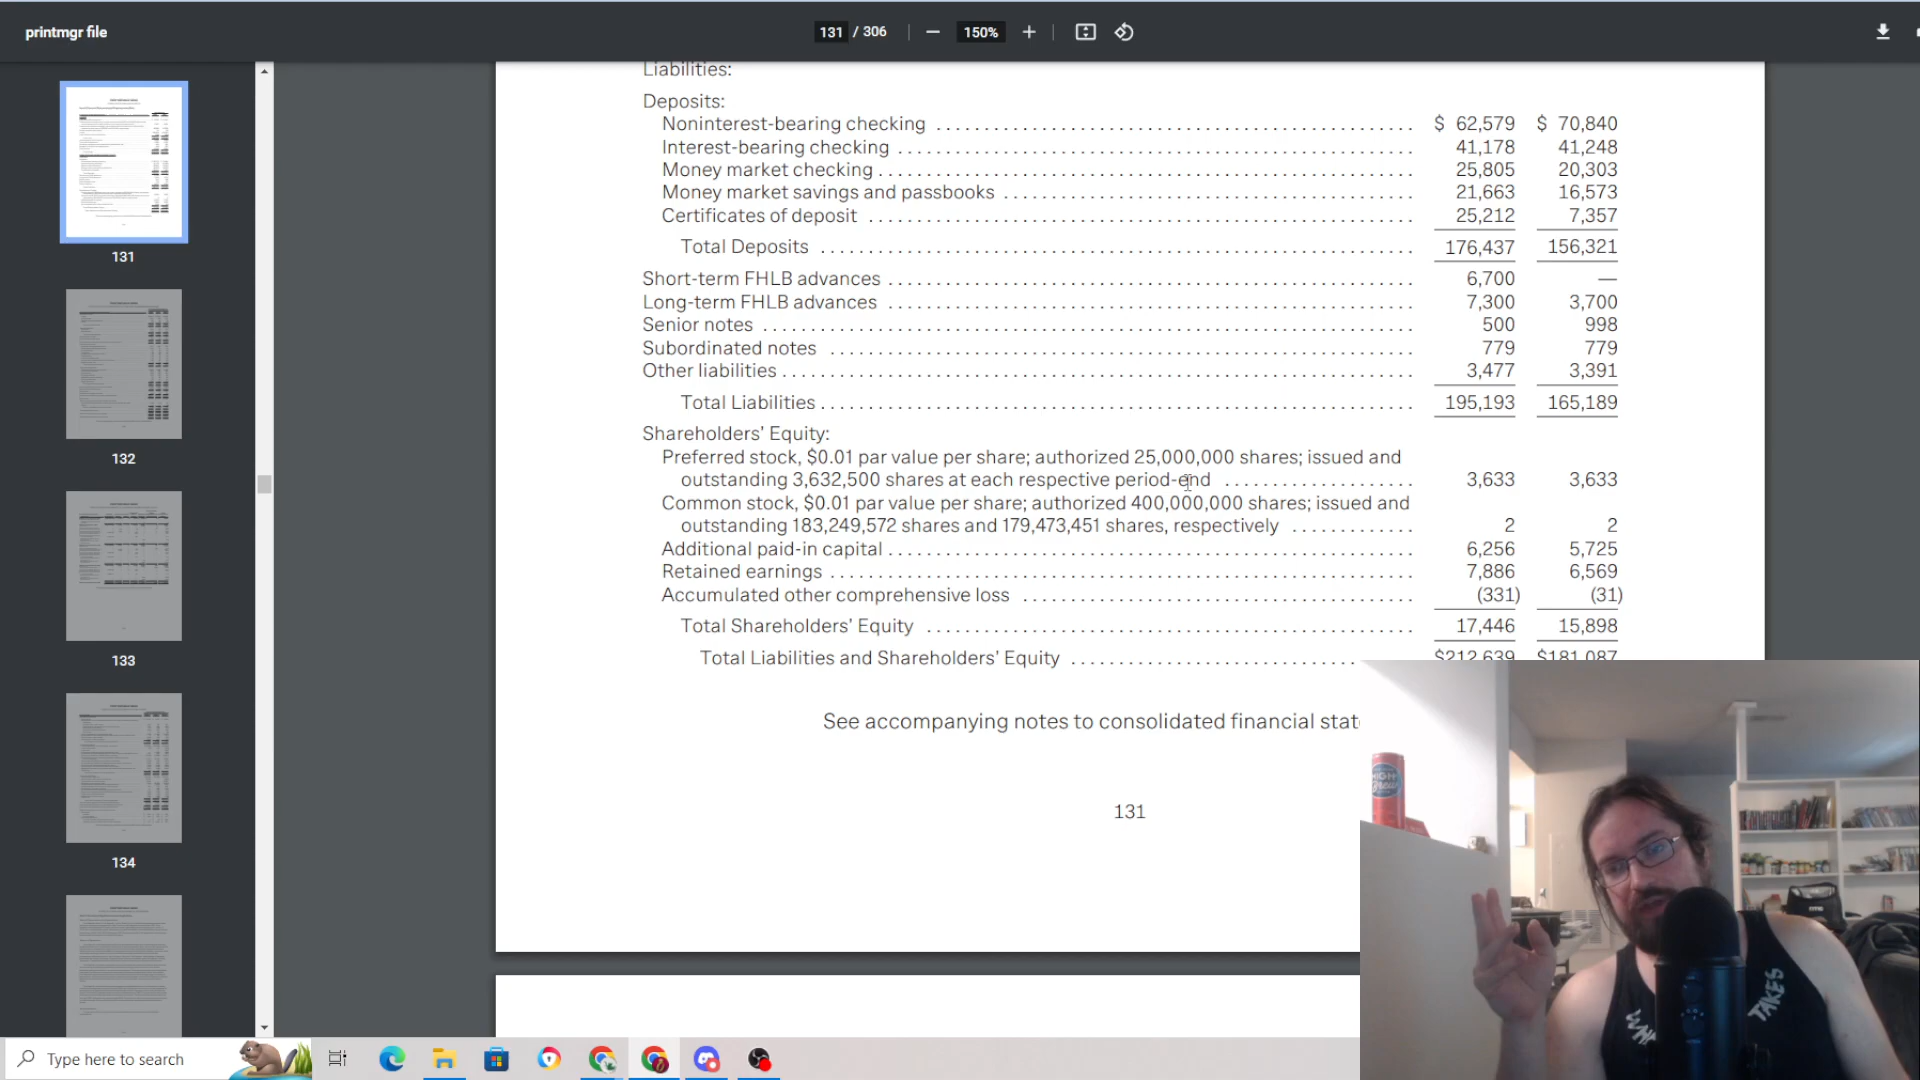 printmgr file
131 / 306
150%
131
132
133
134
Liabilities:
Deposits:
Noninterest-bearing checking ........ $ 62,579 $ 70,840
Interest-bearing checking ........ 41,178 41,248
Money market checking ........ 25,805 20,303
Money market savings and passbooks ........ 21,663 16,573
Certificates of deposit ........ 25,212 7,357
Total Deposits ........ 176,437 156,321
Short-term FHLB advances ........ 6,700 —
Long-term FHLB advances ........ 7,300 3,700
Senior notes ........ 500 998
Subordinated notes ........ 779 779
Other liabilities ........ 3,477 3,391
Total Liabilities ........ 195,193 165,189
Shareholders' Equity:
Preferred stock, $0.01 par value per share; authorized 25,000,000 shares; issued and
outstanding 3,632,500 shares at each respective period-end ........ 3,633 3,633
Common stock, $0.01 par value per share; authorized 400,000,000 shares; issued and
outstanding 183,249,572 shares and 179,473,451 shares, respectively ........ 2 2
Additional paid-in capital ........ 6,256 5,725
Retained earnings ........ 7,886 6,569
Accumulated other comprehensive loss ........ (331) (31)
Total Shareholders' Equity ........ 17,446 15,898
Total Liabilities and Shareholders' Equity ........ $212,639 $181,087
See accompanying notes to consolidated financial stat
131
HIGH
Brew
TAKES
Type here to search